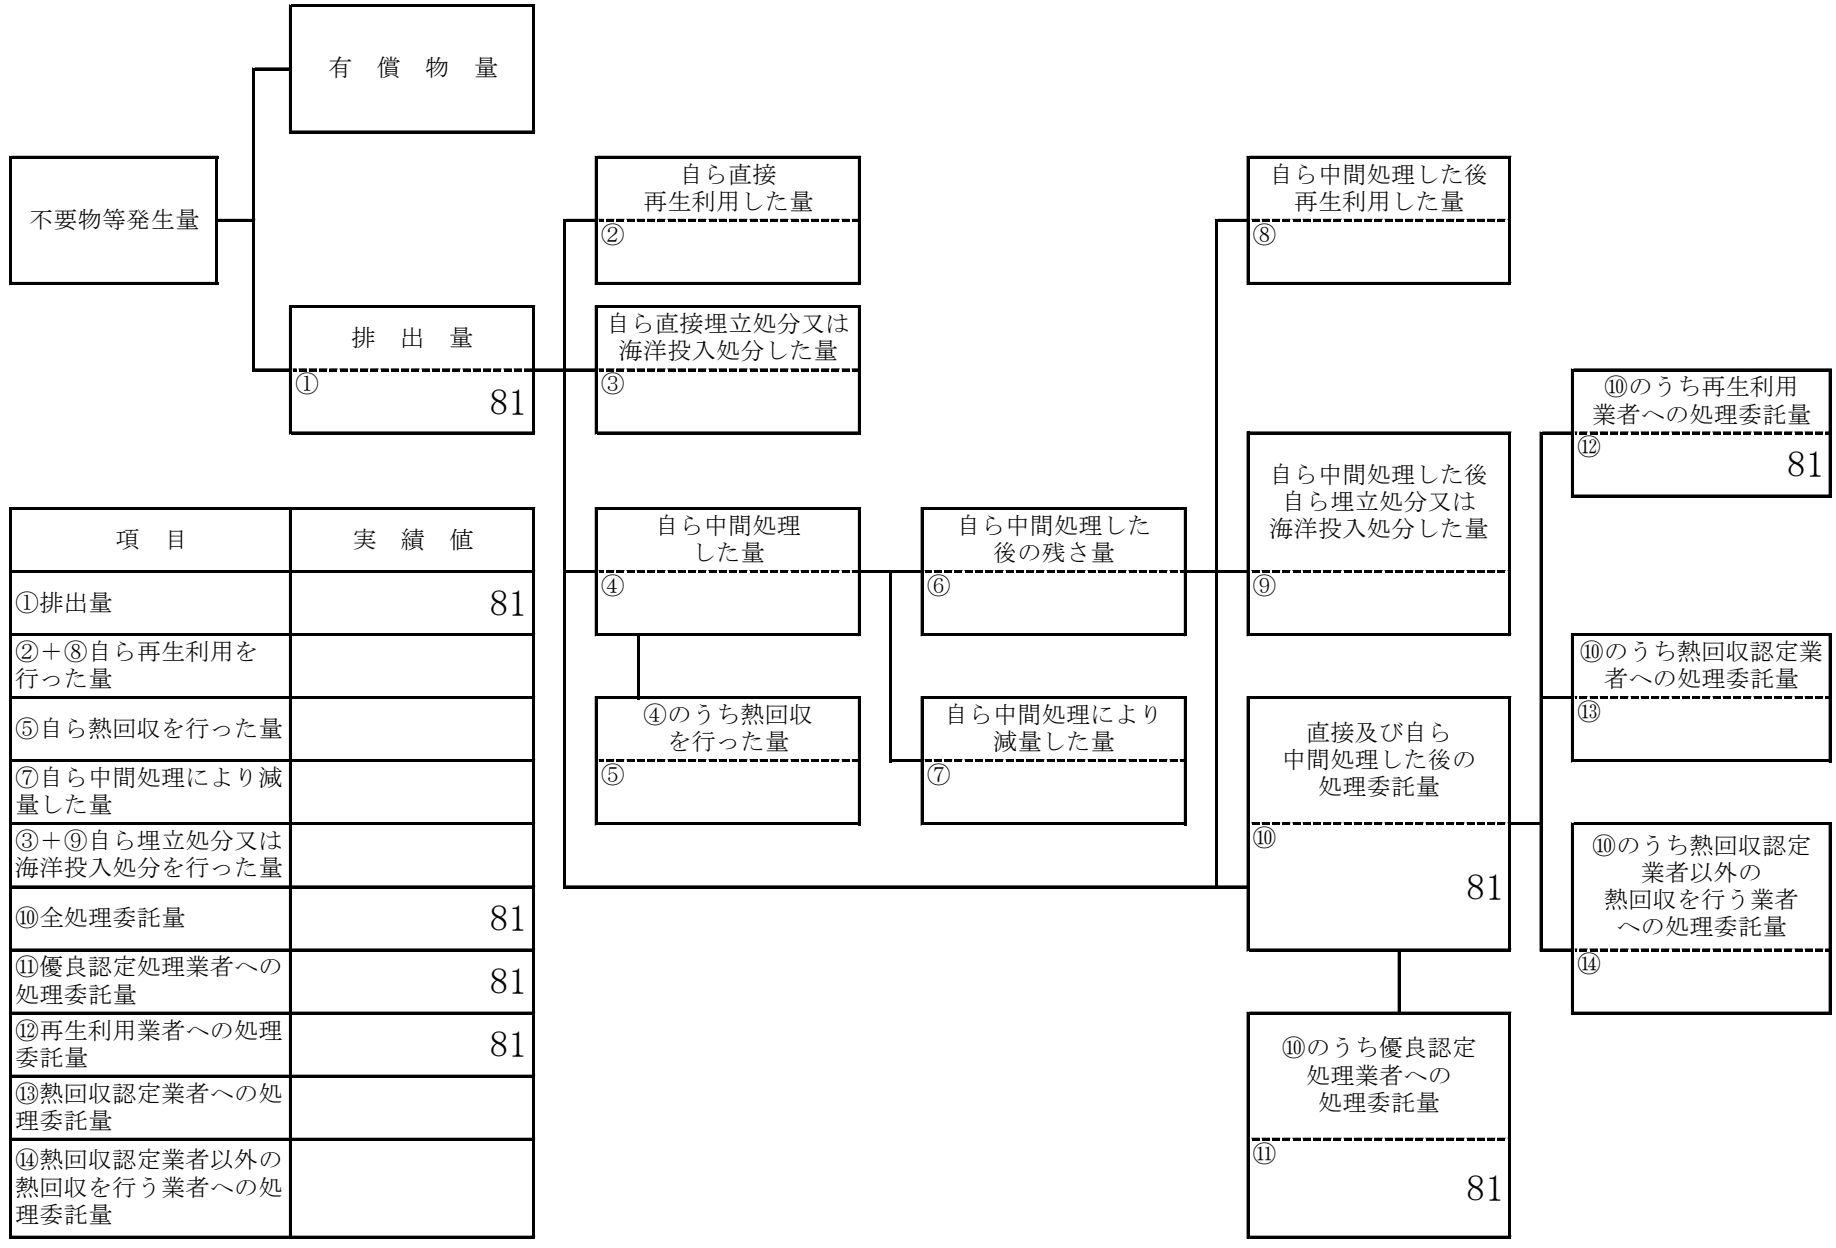 有　償　物　量
不要物等発生量
排　出　量
①
81
自ら直接
再生利用した量
②
自ら直接埋立処分又は
海洋投入処分した量
③
自ら中間処理
した量
④
④のうち熱回収
を行った量
⑤
自ら中間処理した
後の残さ量
⑥
自ら中間処理により
減量した量
⑦
自ら中間処理した後
再生利用した量
⑧
自ら中間処理した後
自ら埋立処分又は
海洋投入処分した量
⑨
直接及び自ら
中間処理した後の
処理委託量
⑩
81
⑩のうち優良認定
処理業者への
処理委託量
⑪
81
⑩のうち再生利用
業者への処理委託量
⑫
81
⑩のうち熱回収認定業
者への処理委託量
⑬
⑩のうち熱回収認定
業者以外の
熱回収を行う業者
への処理委託量
⑭
項　目　実　績　値
①排出量　81
②＋⑧自ら再生利用を
行った量
⑤自ら熱回収を行った量
⑦自ら中間処理により減
量した量
③＋⑨自ら埋立処分又は
海洋投入処分を行った量
⑩全処理委託量　81
⑪優良認定処理業者への
処理委託量　81
⑫再生利用業者への処理
委託量　81
⑬熱回収認定業者への処
理委託量
⑭熱回収認定業者以外の
熱回収を行う業者への処
理委託量